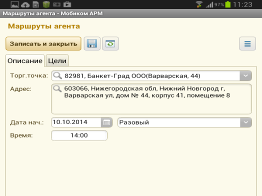 11:23
Маршруты агента - Мобиком АРМ
Маршруты агента
Записать и закрыть
Описание Цели
Торг.точка: 82981, Банкет-Град ООО(Варварская, 44)
Адрес: 603066, Нижегородская обл, Нижний Новгород г,
Варварская ул, дом № 44, корпус 41, помещение 8
Дата нач.: 10.10.2014 Разовый
Время: 14:00